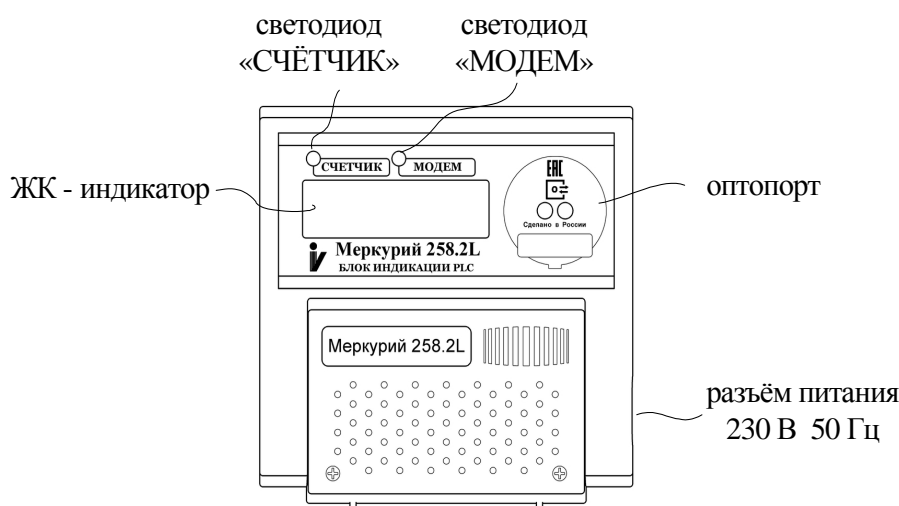 светодиод
«СЧЁТЧИК»
светодиод
«МОДЕМ»
СЧЕТЧИК
МОДЕМ
ЖК - индикатор
EAC
Сделано в России
оптопорт
Меркурий 258.2L
БЛОК ИНДИКАЦИИ PLC
Меркурий 258.2L
разъём питания
230 В 50 Гц